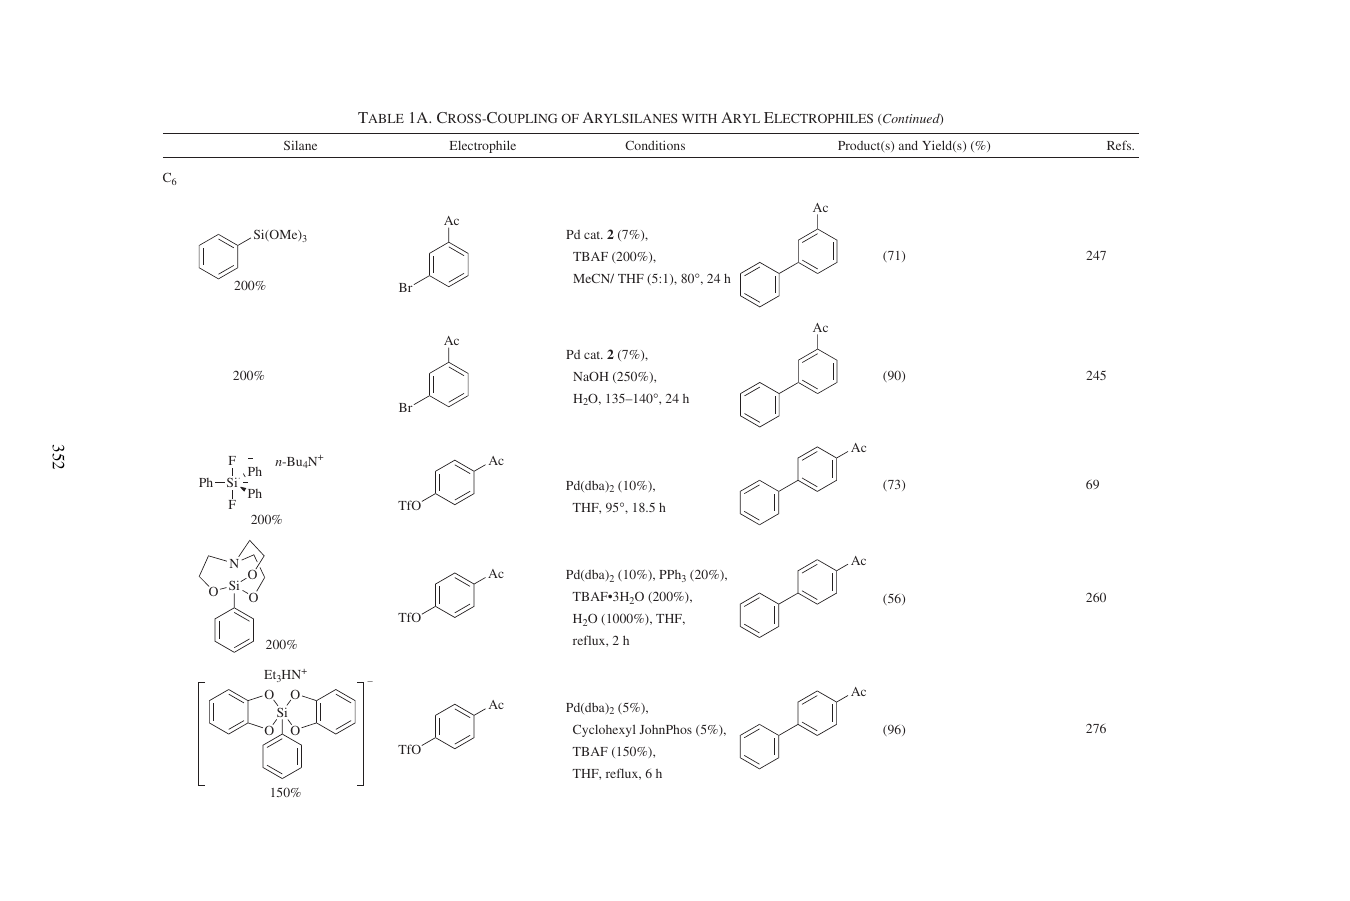 TABLE 1A. CROSS-COUPLING OF ARYLSILANES WITH ARYL ELECTROPHILES (Continued)
Silane Electrophile Conditions Product(s) and Yield(s) (%) Refs.
C6
Si(OMe)3
200%
Ac
Br
Pd cat. 2 (7%),
TBAF (200%),
MeCN/ THF (5:1), 80°, 24 h
Ac
(71)
247
200%
Ac
Br
Pd cat. 2 (7%),
NaOH (250%),
H2O, 135–140°, 24 h
Ac
(90)
245
F – n-Bu4N+
Ph
Ph Si
Ph
F
200%
Ac
TfO
Pd(dba)2 (10%),
THF, 95°, 18.5 h
Ac
(73)
69
N
O
Si
O O
200%
Ac
TfO
Pd(dba)2 (10%), PPh3 (20%),
TBAF•3H2O (200%),
H2O (1000%), THF,
reflux, 2 h
Ac
(56)
260
Et3HN+
–
O O
Si
O O
150%
Ac
TfO
Pd(dba)2 (5%),
Cyclohexyl JohnPhos (5%),
TBAF (150%),
THF, reflux, 6 h
Ac
(96)
276
352